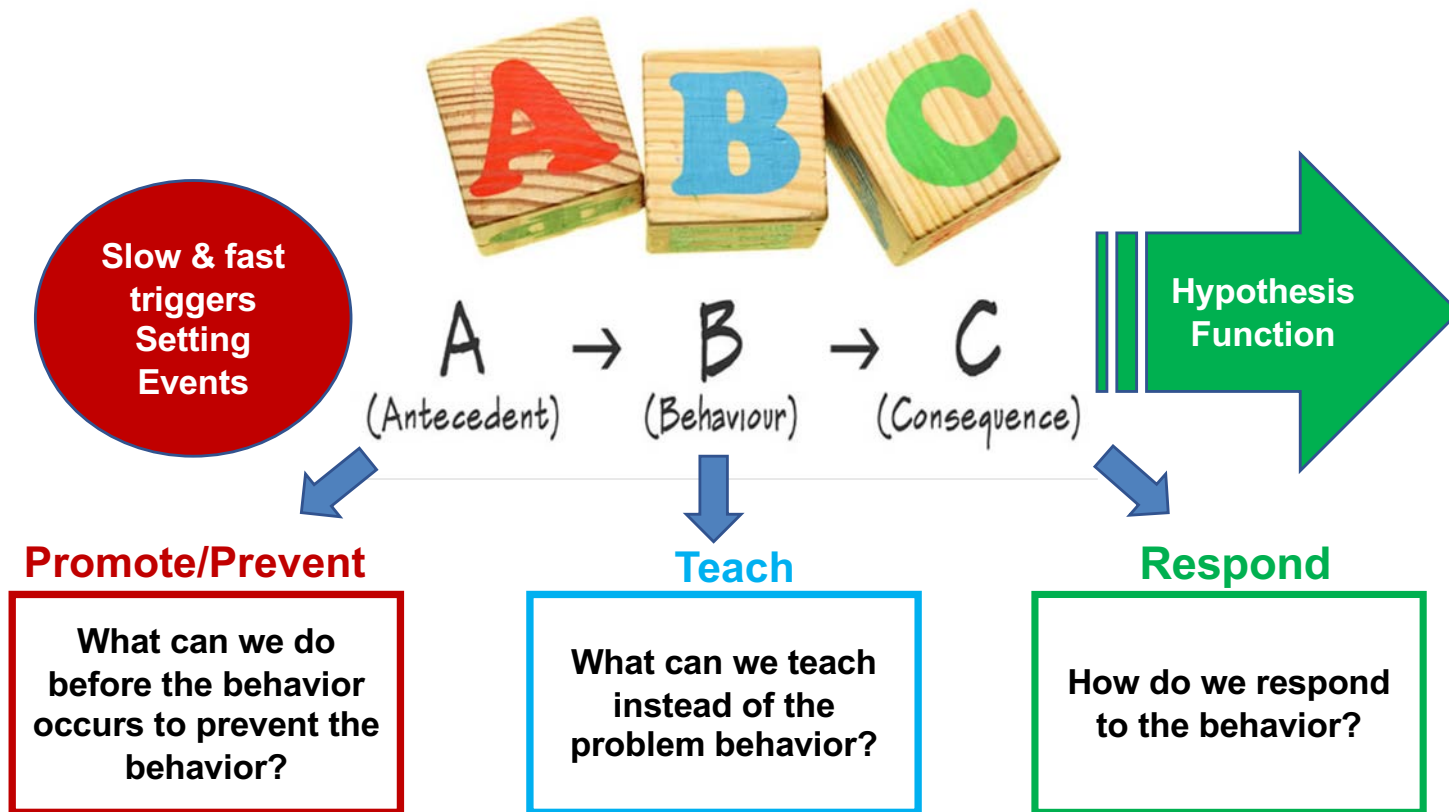 A B C
Slow & fast
triggers
Setting
Events
A → B → C
(Antecedent) (Behaviour) (Consequence)
Hypothesis
Function
Promote/Prevent
What can we do
before the behavior
occurs to prevent the
behavior?
Teach
What can we teach
instead of the
problem behavior?
Respond
How do we respond
to the behavior?